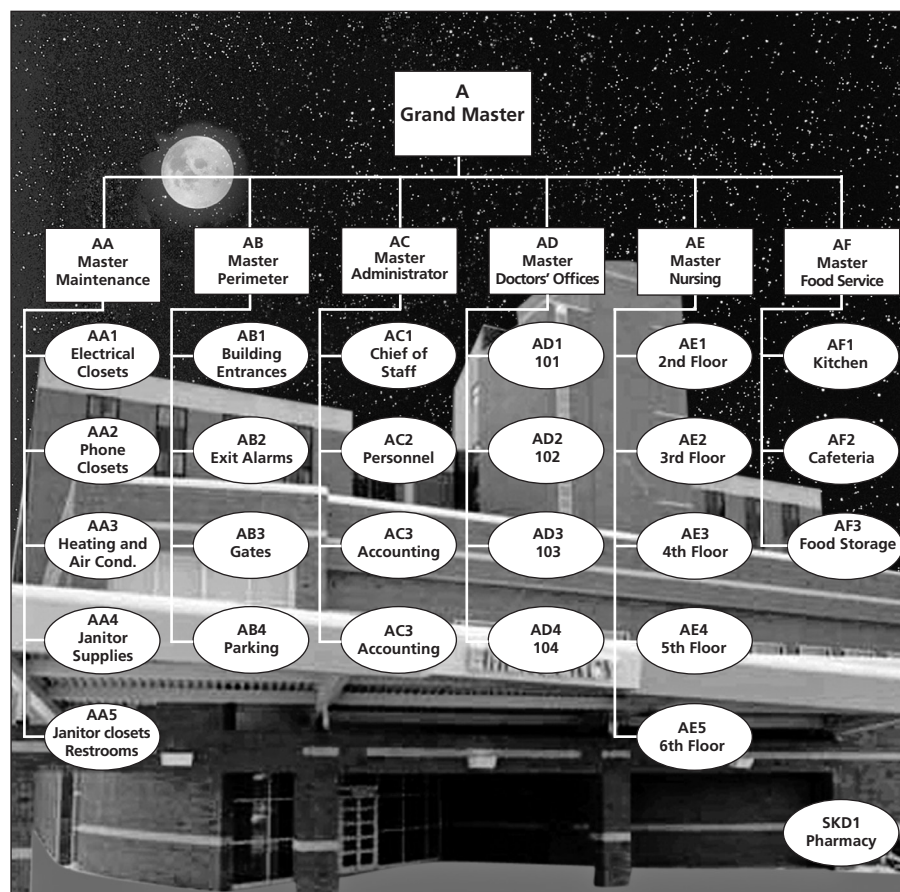 A
Grand Master
AA
Master
Maintenance
AB
Master
Perimeter
AC
Master
Administrator
AD
Master
Doctors' Offices
AE
Master
Nursing
AF
Master
Food Service
AA1
Electrical
Closets
AB1
Building
Entrances
AC1
Chief of
Staff
AD1
101
AE1
2nd Floor
AF1
Kitchen
AA2
Phone
Closets
AB2
Exit Alarms
AC2
Personnel
AD2
102
AE2
3rd Floor
AF2
Cafeteria
AA3
Heating and
Air Cond.
AB3
Gates
AC3
Accounting
AD3
103
AE3
4th Floor
AF3
Food Storage
AA4
Janitor
Supplies
AB4
Parking
AC3
Accounting
AD4
104
AE4
5th Floor
AA5
Janitor closets
Restrooms
AE5
6th Floor
SKD1
Pharmacy